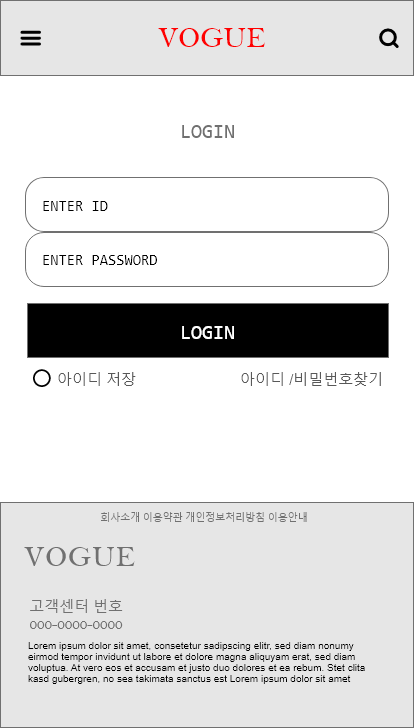 VOGUE
LOGIN
ENTER ID
ENTER PASSWORD
LOGIN
아이디 저장
아이디 /비밀번호찾기
회사소개 이용약관 개인정보처리방침 이용안내
VOGUE
고객센터 번호
000-0000-0000
Lorem ipsum dolor sit amet, consetetur sadipscing elitr, sed diam nonumy
eirmod tempor invidunt ut labore et dolore magna aliquyam erat, sed diam
voluptua. At vero eos et accusam et justo duo dolores et ea rebum. Stet clita
kasd gubergren, no sea takimata sanctus est Lorem ipsum dolor sit amet